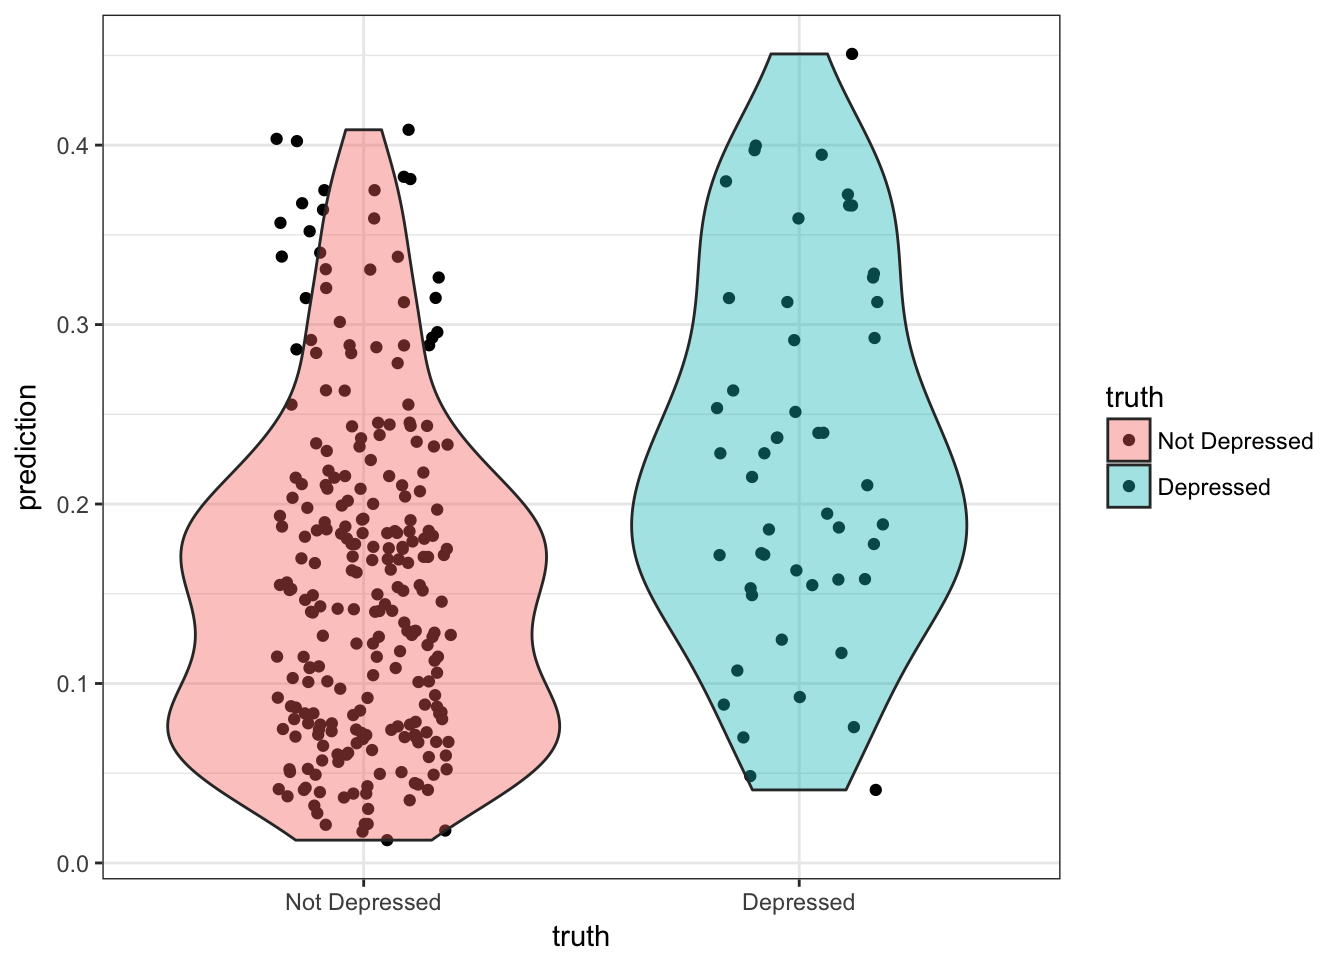 prediction
0.4
0.3
0.2
0.1
0.0
Not Depressed
Depressed
truth
truth
Not Depressed
Depressed